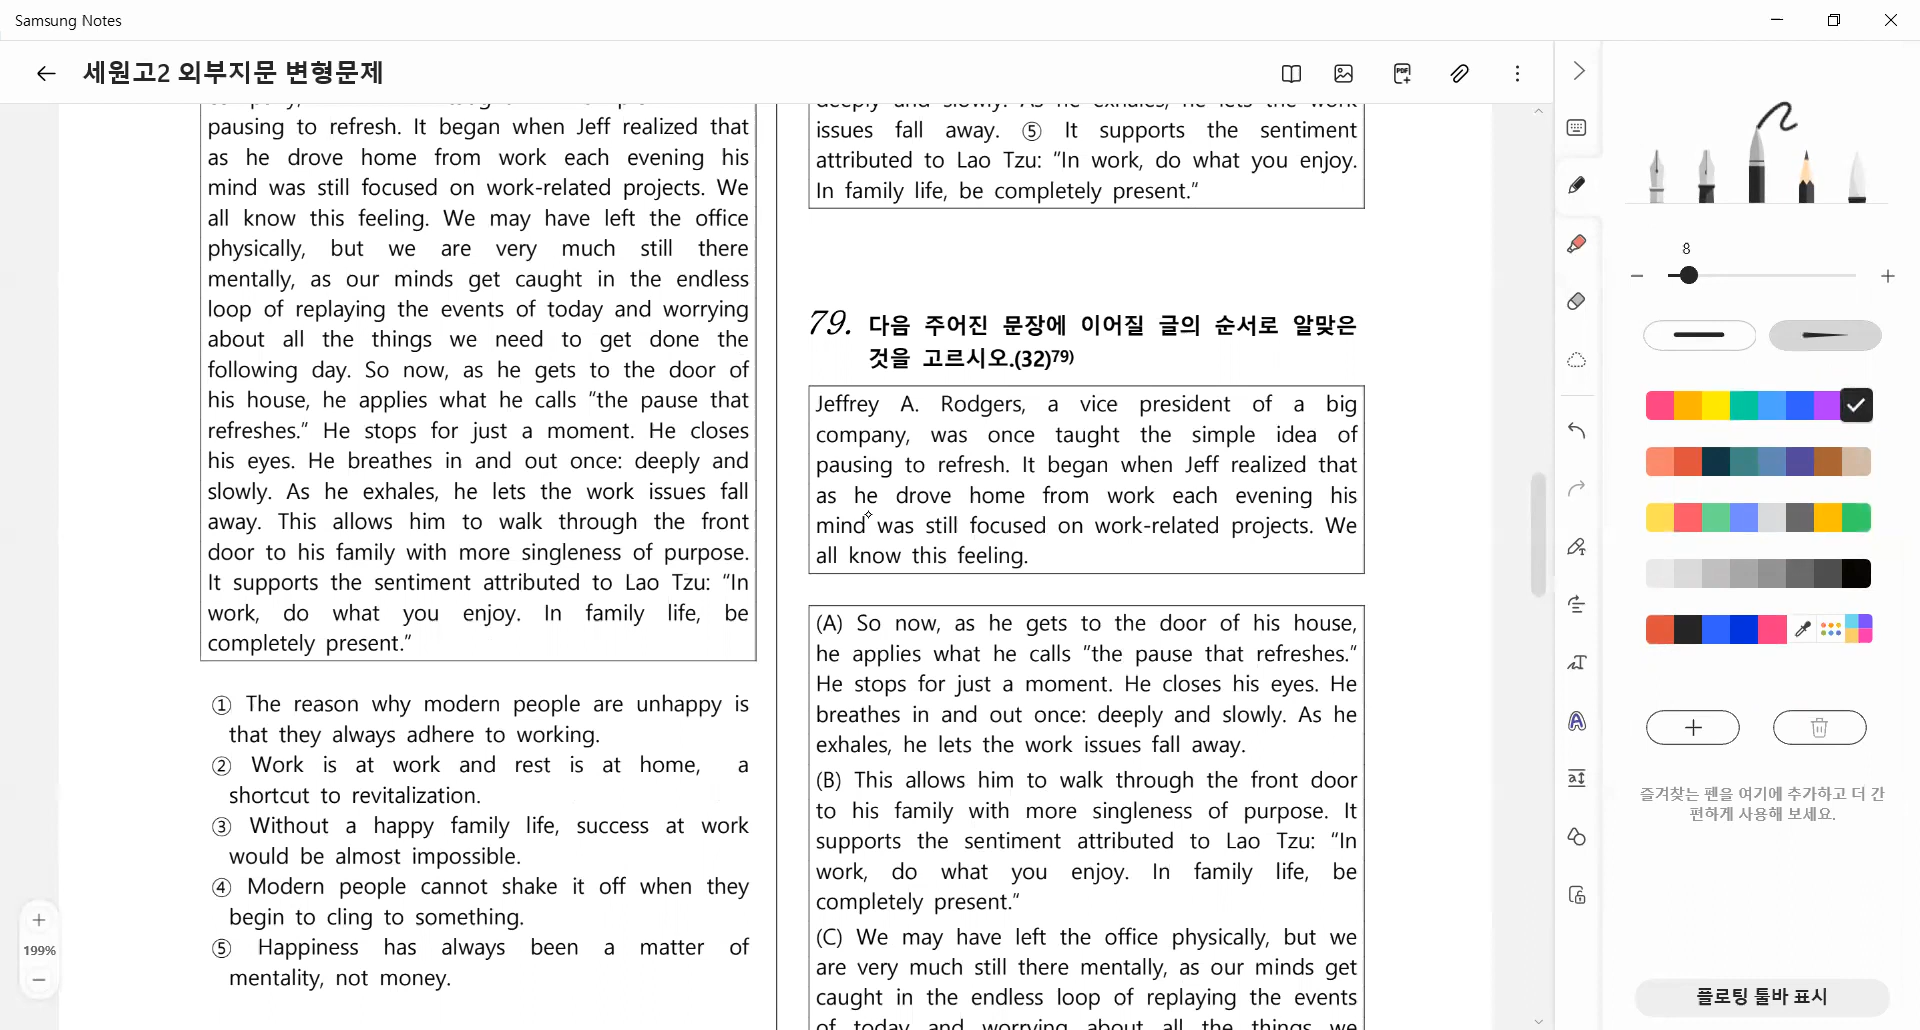 Samsung Notes
세원고2 외부지문 변형문제
pausing to refresh. It began when Jeff realized that
as he drove home from work each evening his
mind was still focused on work-related projects. We
all know this feeling. We may have left the office
physically, but we are very much still there
mentally, as our minds get caught in the endless
loop of replaying the events of today and worrying
about all the things we need to get done the
following day. So now, as he gets to the door of
his house, he applies what he calls “the pause that
refreshes.” He stops for just a moment. He closes
his eyes. He breathes in and out once: deeply and
slowly. As he exhales, he lets the work issues fall
away. This allows him to walk through the front
door to his family with more singleness of purpose.
It supports the sentiment attributed to Lao Tzu: “In
work, do what you enjoy. In family life, be
completely present.”
① The reason why modern people are unhappy is
that they always adhere to working.
② Work is at work and rest is at home, a
shortcut to revitalization.
③ Without a happy family life, success at work
would be almost impossible.
④ Modern people cannot shake it off when they
begin to cling to something.
⑤ Happiness has always been a matter of
mentality, not money.
deeply and slowly. As he exhales, he lets the work
issues fall away. ⑤ It supports the sentiment
attributed to Lao Tzu: “In work, do what you enjoy.
In family life, be completely present.“
79. 다음 주어진 문장에 이어질 글의 순서로 알맞은
것을 고르시오.(32)79)
Jeffrey A. Rodgers, a vice president of a big
company, was once taught the simple idea of
pausing to refresh. It began when Jeff realized that
as he drove home from work each evening his
mind was still focused on work-related projects. We
all know this feeling.
(A) So now, as he gets to the door of his house,
he applies what he calls ”the pause that refreshes.“
He stops for just a moment. He closes his eyes. He
breathes in and out once: deeply and slowly. As he
exhales, he lets the work issues fall away.
(B) This allows him to walk through the front door
to his family with more singleness of purpose. It
supports the sentiment attributed to Lao Tzu: “In
work, do what you enjoy. In family life, be
completely present.“
(C) We may have left the office physically, but we
are very much still there mentally, as our minds get
caught in the endless loop of replaying the events
of today and worrying about all the things we
199%
8
즐겨찾는 펜을 여기에 추가하고 더 간
편하게 사용해 보세요.
플로팅 툴바 표시